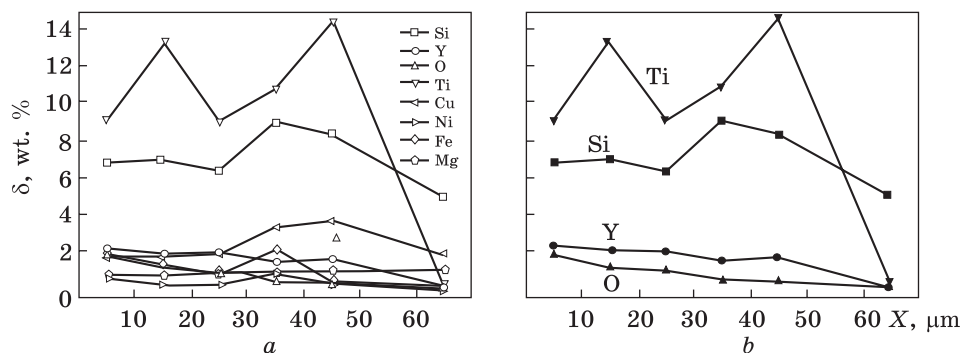 δ, wt. %
14
12
10
8
6
4
2
0
10 20 30 40 50 60
Si
Y
O
Ti
Cu
Ni
Fe
Mg
a
Ti
Si
Y
O
10 20 30 40 50 60 X, μm
b